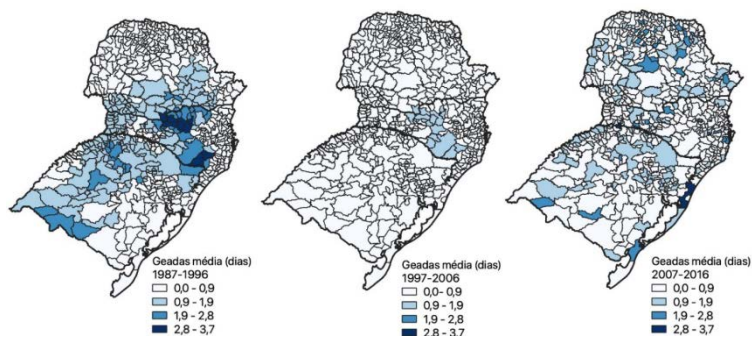 Geadas média (dias)
1987-1996
0,0 - 0,9
0,9 - 1,9
1,9 - 2,8
2,8 - 3,7
Geadas média (dias)
1997-2006
0,0 - 0,9
0,9 - 1,9
1,9 - 2,8
2,8 - 3,7
Geadas média (dias)
2007-2016
0,0 - 0,9
0,9 - 1,9
1,9 - 2,8
2,8 - 3,7